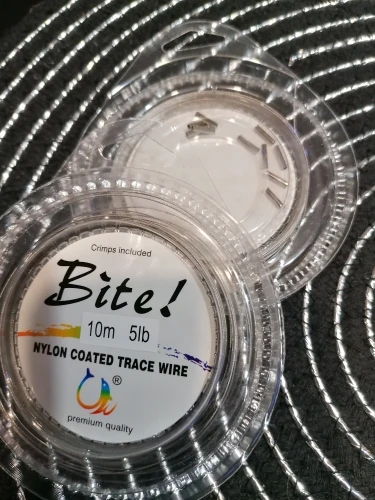 Crimps included
Bite!
10m 5lb
NYLON COATED TRACE WIRE
®
premium quality